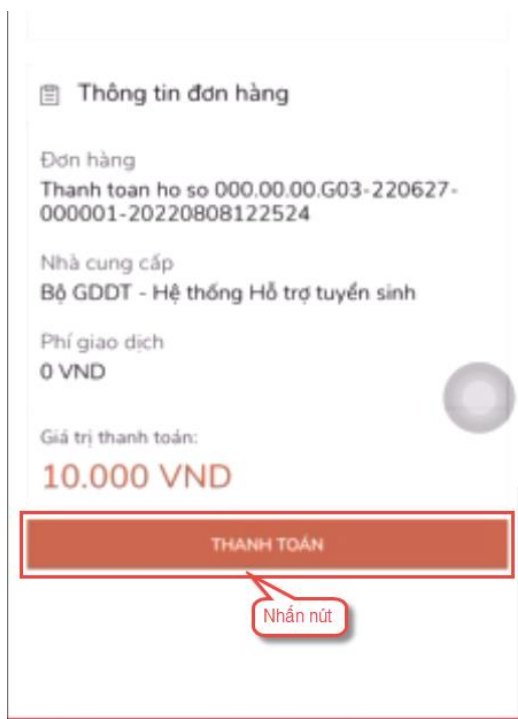 Thông tin đơn hàng
Đơn hàng
Thanh toan ho so 000.00.00.G03-220627-
000001-20220808122524
Nhà cung cấp
Bộ GDDT - Hệ thống Hỗ trợ tuyển sinh
Phí giao dịch
0 VND
Giá trị thanh toán:
10.000 VND
THANH TOÁN
Nhấn nút